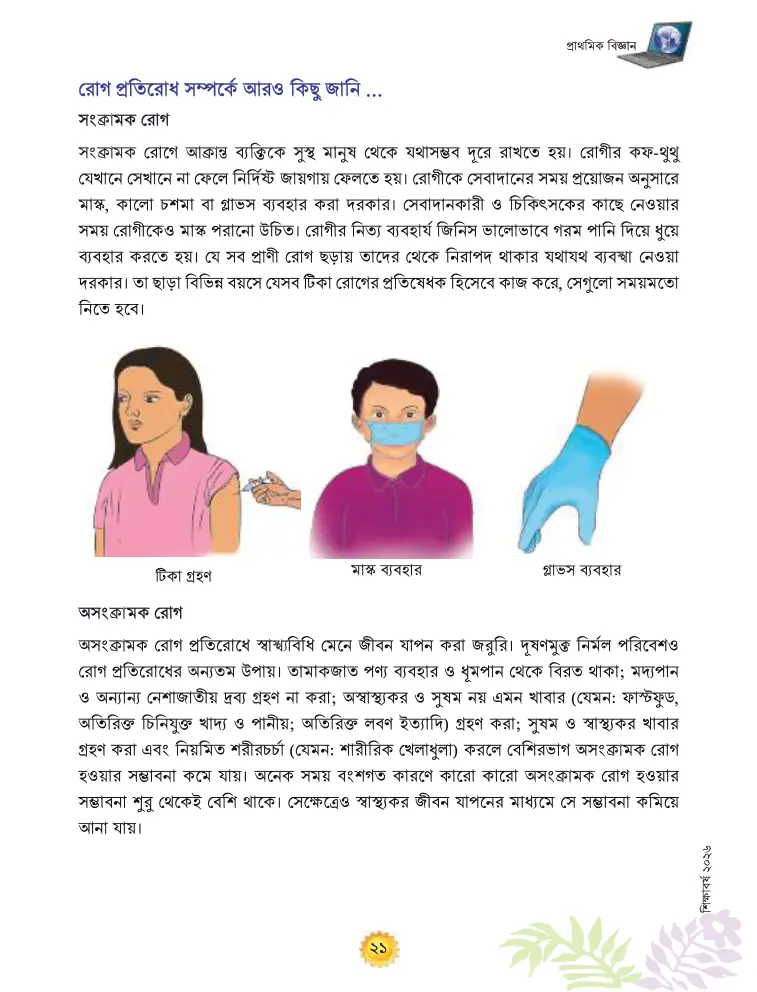 প্রাথমিক বিজ্ঞান
রোগ প্রতিরোধ সম্পর্কে আরও কিছু জানি ...
সংক্রামক রোগ
সংক্রামক রোগে আক্রান্ত ব্যক্তিকে সুস্থ মানুষ থেকে যথাসম্ভব দূরে রাখতে হয়। রোগীর কফ-থুথু
যেখানে সেখানে না ফেলে নির্দিষ্ট জায়গায় ফেলতে হয়। রোগীকে সেবাদানের সময় প্রয়োজন অনুসারে
মাস্ক, কালো চশমা বা গ্লাভস ব্যবহার করা দরকার। সেবাদানকারী ও চিকিৎসকের কাছে নেওয়ার
সময় রোগীকেও মাস্ক পরানো উচিত। রোগীর নিত্য ব্যবহার্য জিনিস ভালোভাবে গরম পানি দিয়ে ধুয়ে
ব্যবহার করতে হয়। যে সব প্রাণী রোগ ছড়ায় তাদের থেকে নিরাপদ থাকার যথাযথ ব্যবস্থা নেওয়া
দরকার। তা ছাড়া বিভিন্ন বয়সে যেসব টিকা রোগের প্রতিষেধক হিসেবে কাজ করে, সেগুলো সময়মতো
নিতে হবে।
টিকা গ্রহণ
মাস্ক ব্যবহার
গ্লাভস ব্যবহার
অসংক্রামক রোগ
অসংক্রামক রোগ প্রতিরোধে স্বাস্থ্যবিধি মেনে জীবন যাপন করা জরুরি। দূষণমুক্ত নির্মল পরিবেশও
রোগ প্রতিরোধের অন্যতম উপায়। তামাকজাত পণ্য ব্যবহার ও ধূমপান থেকে বিরত থাকা; মদ্যপান
ও অন্যান্য নেশাজাতীয় দ্রব্য গ্রহণ না করা; অস্বাস্থ্যকর ও সুষম নয় এমন খাবার (যেমন: ফাস্টফুড,
অতিরিক্ত চিনিযুক্ত খাদ্য ও পানীয়; অতিরিক্ত লবণ ইত্যাদি) গ্রহণ করা; সুষম ও স্বাস্থ্যকর খাবার
গ্রহণ করা এবং নিয়মিত শরীরচর্চা (যেমন: শারীরিক খেলাধুলা) করলে বেশিরভাগ অসংক্রামক রোগ
হওয়ার সম্ভাবনা কমে যায়। অনেক সময় বংশগত কারণে কারো কারো অসংক্রামক রোগ হওয়ার
সম্ভাবনা শুরু থেকেই বেশি থাকে। সেক্ষেত্রেও স্বাস্থ্যকর জীবন যাপনের মাধ্যমে সে সম্ভাবনা কমিয়ে
আনা যায়।
শিক্ষাবর্ষ ২০২৬
২১